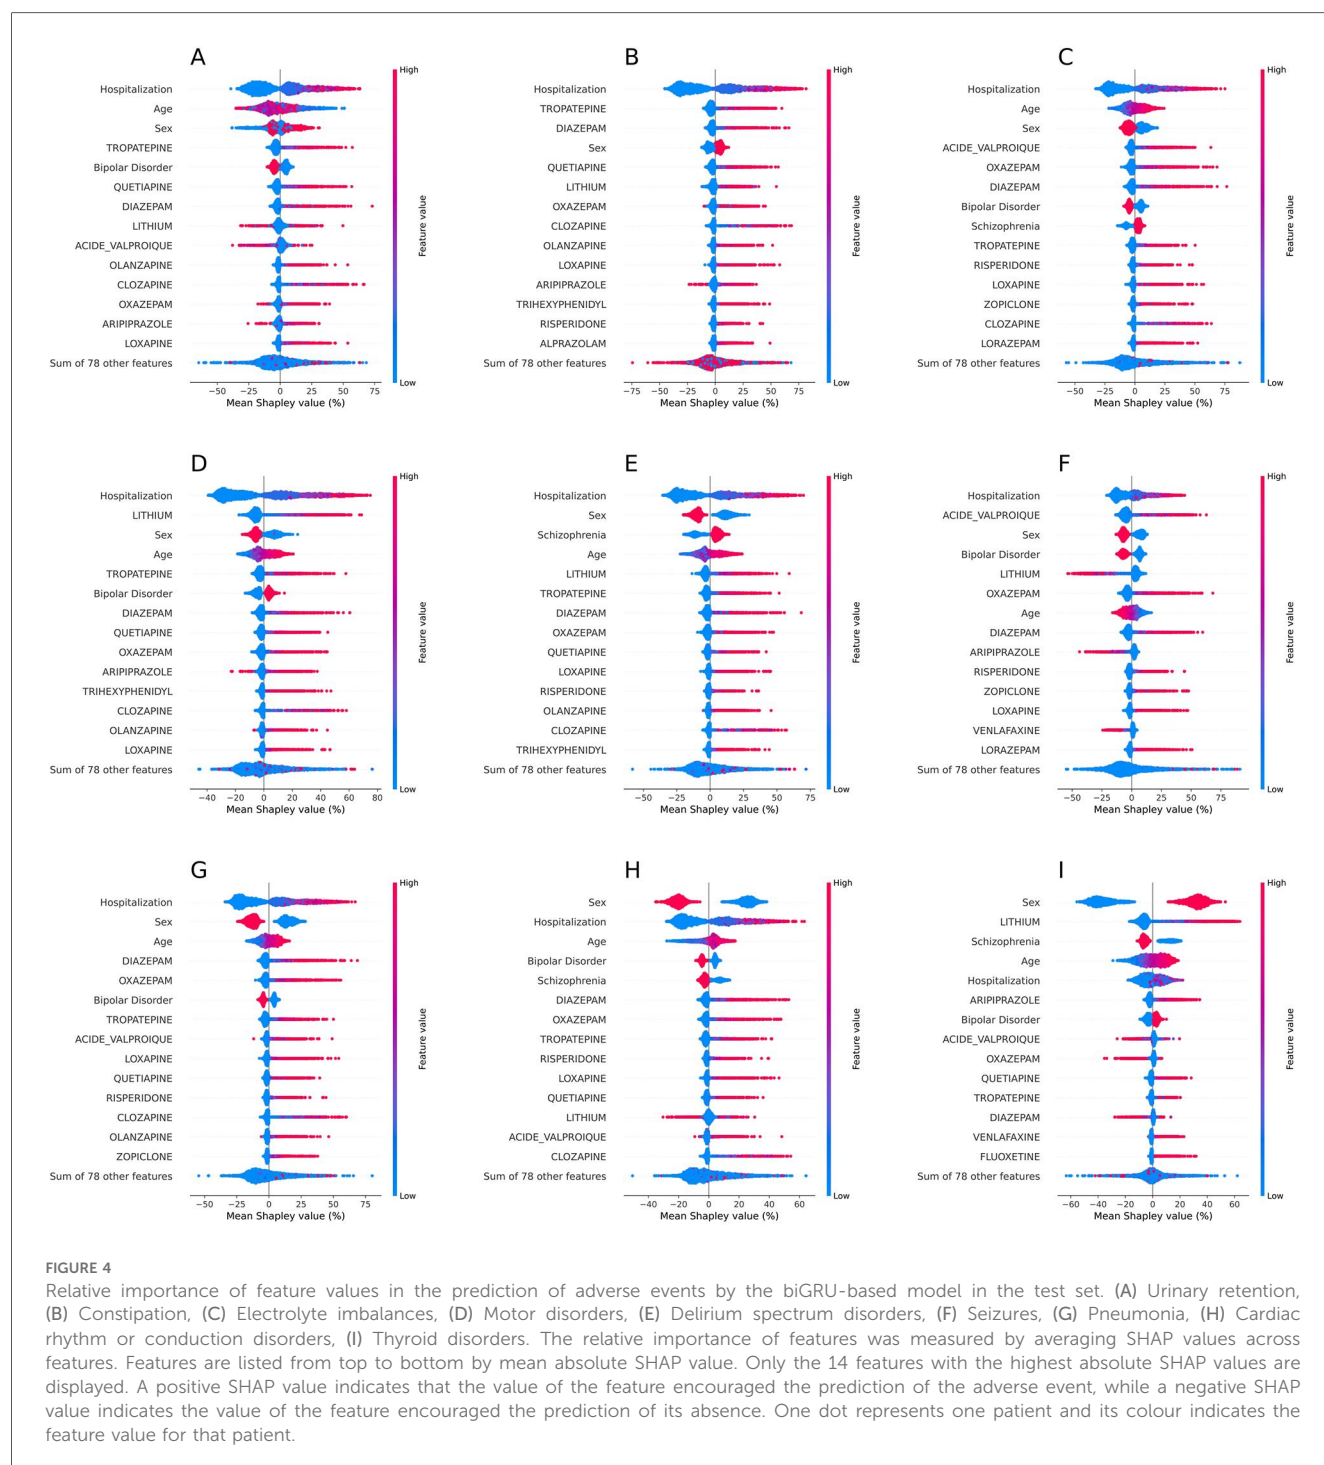 A
Hospitalization
Age
Sex
TROPATEPINE
Bipolar Disorder
QUETIAPINE
DIAZEPAM
LITHIUM
ACIDE_VALPROIQUE
OLANZAPINE
CLOZAPINE
OXAZEPAM
ARIPIPRAZOLE
LOXAPINE
Sum of 78 other features
−50 −25 0 25 50 75
Mean Shapley value (%)
High
Feature value
Low
B
Hospitalization
TROPATEPINE
DIAZEPAM
Sex
QUETIAPINE
LITHIUM
OXAZEPAM
CLOZAPINE
OLANZAPINE
LOXAPINE
ARIPIPRAZOLE
TRIHEXYPHENIDYL
RISPERIDONE
ALPRAZOLAM
Sum of 78 other features
−75 −50 −25 0 25 50 75
Mean Shapley value (%)
High
Feature value
Low
C
Hospitalization
Age
Sex
ACIDE_VALPROIQUE
OXAZEPAM
DIAZEPAM
Bipolar Disorder
Schizophrenia
TROPATEPINE
RISPERIDONE
LOXAPINE
ZOPICLONE
CLOZAPINE
LORAZEPAM
Sum of 78 other features
−50 −25 0 25 50 75
Mean Shapley value (%)
High
Feature value
Low
D
Hospitalization
LITHIUM
Sex
Age
TROPATEPINE
Bipolar Disorder
DIAZEPAM
QUETIAPINE
OXAZEPAM
ARIPIPRAZOLE
TRIHEXYPHENIDYL
CLOZAPINE
OLANZAPINE
LOXAPINE
Sum of 78 other features
−40 −20 0 20 40 60 80
Mean Shapley value (%)
High
Feature value
Low
E
Hospitalization
Sex
Schizophrenia
Age
LITHIUM
TROPATEPINE
DIAZEPAM
OXAZEPAM
QUETIAPINE
LOXAPINE
RISPERIDONE
OLANZAPINE
CLOZAPINE
TRIHEXYPHENIDYL
Sum of 78 other features
−50 −25 0 25 50 75
Mean Shapley value (%)
High
Feature value
Low
F
Hospitalization
ACIDE_VALPROIQUE
Sex
Bipolar Disorder
LITHIUM
OXAZEPAM
Age
DIAZEPAM
ARIPIPRAZOLE
RISPERIDONE
ZOPICLONE
LOXAPINE
VENLAFAXINE
LORAZEPAM
Sum of 78 other features
−50 −25 0 25 50 75
Mean Shapley value (%)
High
Feature value
Low
G
Hospitalization
Sex
Age
DIAZEPAM
OXAZEPAM
Bipolar Disorder
TROPATEPINE
ACIDE_VALPROIQUE
LOXAPINE
QUETIAPINE
RISPERIDONE
CLOZAPINE
OLANZAPINE
ZOPICLONE
Sum of 78 other features
−50 −25 0 25 50 75
Mean Shapley value (%)
High
Feature value
Low
H
Sex
Hospitalization
Age
Bipolar Disorder
Schizophrenia
DIAZEPAM
OXAZEPAM
TROPATEPINE
RISPERIDONE
LOXAPINE
QUETIAPINE
LITHIUM
ACIDE_VALPROIQUE
CLOZAPINE
Sum of 78 other features
−40 −20 0 20 40 60
Mean Shapley value (%)
High
Feature value
Low
I
Sex
LITHIUM
Schizophrenia
Age
Hospitalization
ARIPIPRAZOLE
Bipolar Disorder
ACIDE_VALPROIQUE
OXAZEPAM
QUETIAPINE
TROPATEPINE
DIAZEPAM
VENLAFAXINE
FLUOXETINE
Sum of 78 other features
−60 −40 −20 0 20 40 60
Mean Shapley value (%)
High
Feature value
Low
FIGURE 4
Relative importance of feature values in the prediction of adverse events by the biGRU-based model in the test set. (A) Urinary retention,
(B) Constipation, (C) Electrolyte imbalances, (D) Motor disorders, (E) Delirium spectrum disorders, (F) Seizures, (G) Pneumonia, (H) Cardiac
rhythm or conduction disorders, (I) Thyroid disorders. The relative importance of features was measured by averaging SHAP values across
features. Features are listed from top to bottom by mean absolute SHAP value. Only the 14 features with the highest absolute SHAP values are
displayed. A positive SHAP value indicates that the value of the feature encouraged the prediction of the adverse event, while a negative SHAP
value indicates the value of the feature encouraged the prediction of its absence. One dot represents one patient and its colour indicates the
feature value for that patient.